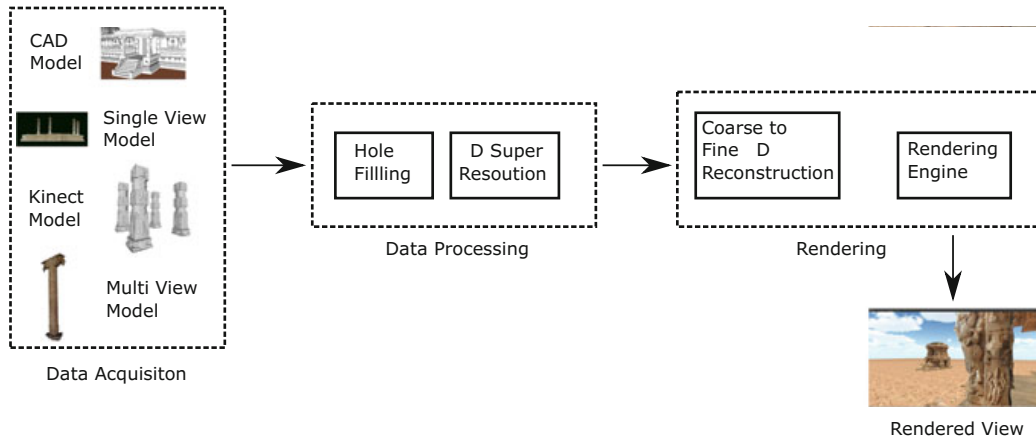 CAD
Model
Single View
Model
Kinect
Model
Multi View
Model
Data Acquisiton
Hole
Fillling
D Super
Resoution
Data Processing
Coarse to
Fine D
Reconstruction
Rendering
Engine
Rendering
Rendered View